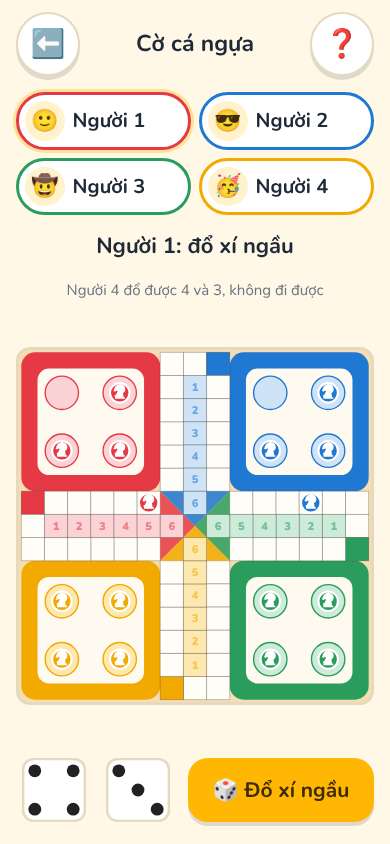 Cờ cá ngựa
Người 1
Người 2
Người 3
Người 4
Người 1: đổ xí ngầu
Người 4 đổ được 4 và 3, không đi được
1
2
3
4
5
6
1 2 3 4 5 6 6 5 4 3 2 1
6
5
4
3
2
1
Đổ xí ngầu